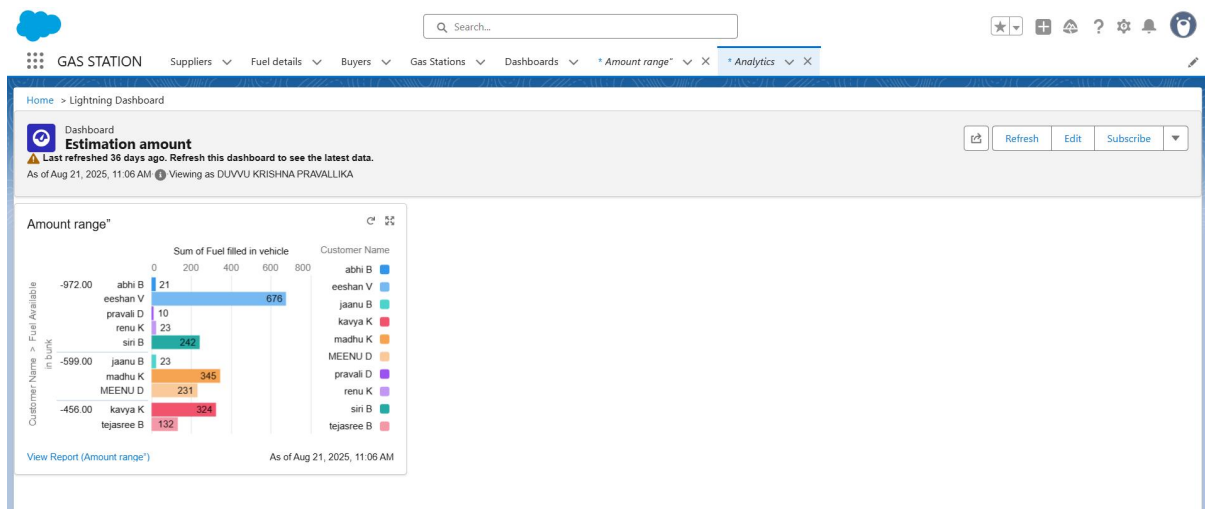 Search...
GAS STATION Suppliers Fuel details Buyers Gas Stations Dashboards * Amount range" * Analytics
Home > Lightning Dashboard
Dashboard
Estimation amount
Last refreshed 36 days ago. Refresh this dashboard to see the latest data.
As of Aug 21, 2025, 11:06 AM Viewing as DUVVU KRISHNA PRAVALLIKA
Refresh Edit Subscribe
Amount range"
Sum of Fuel filled in vehicle
0 200 400 600 800
Customer Name > Fuel Available
in bunk
-972.00 abhi B 21
eeshan V 676
pravali D 10
renu K 23
siri B 242
-599.00 jaanu B 23
madhu K 345
MEENU D 231
-456.00 kavya K 324
tejasree B 132
Customer Name
abhi B
eeshan V
jaanu B
kavya K
madhu K
MEENU D
pravali D
renu K
siri B
tejasree B
View Report (Amount range") As of Aug 21, 2025, 11:06 AM